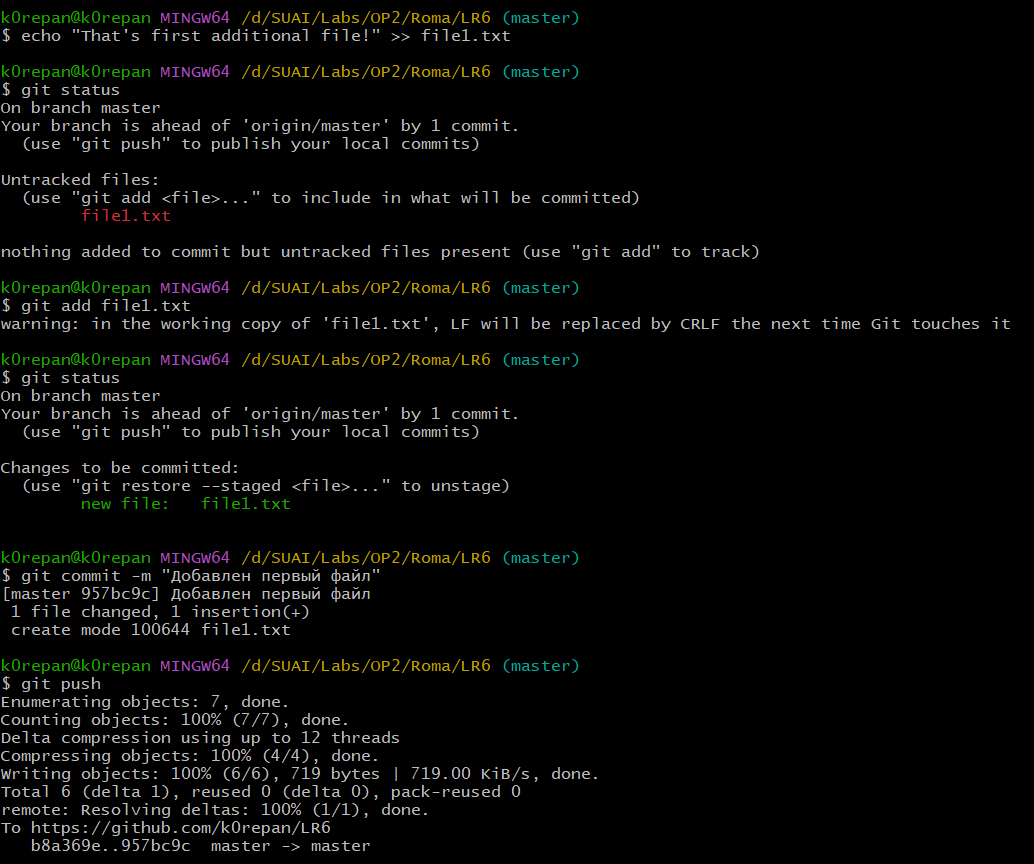 k0repan@k0repan MINGW64 /d/SUAI/Labs/OP2/Roma/LR6 (master)
$ echo "That's first additional file!" >> file1.txt
k0repan@k0repan MINGW64 /d/SUAI/Labs/OP2/Roma/LR6 (master)
$ git status
On branch master
Your branch is ahead of 'origin/master' by 1 commit.
  (use "git push" to publish your local commits)
Untracked files:
  (use "git add <file>..." to include in what will be committed)
        file1.txt
nothing added to commit but untracked files present (use "git add" to track)
k0repan@k0repan MINGW64 /d/SUAI/Labs/OP2/Roma/LR6 (master)
$ git add file1.txt
warning: in the working copy of 'file1.txt', LF will be replaced by CRLF the next time Git touches it
k0repan@k0repan MINGW64 /d/SUAI/Labs/OP2/Roma/LR6 (master)
$ git status
On branch master
Your branch is ahead of 'origin/master' by 1 commit.
  (use "git push" to publish your local commits)
Changes to be committed:
  (use "git restore --staged <file>..." to unstage)
        new file:   file1.txt
k0repan@k0repan MINGW64 /d/SUAI/Labs/OP2/Roma/LR6 (master)
$ git commit -m "Добавлен первый файл"
[master 957bc9c] Добавлен первый файл
 1 file changed, 1 insertion(+)
 create mode 100644 file1.txt
k0repan@k0repan MINGW64 /d/SUAI/Labs/OP2/Roma/LR6 (master)
$ git push
Enumerating objects: 7, done.
Counting objects: 100% (7/7), done.
Delta compression using up to 12 threads
Compressing objects: 100% (4/4), done.
Writing objects: 100% (6/6), 719 bytes | 719.00 KiB/s, done.
Total 6 (delta 1), reused 0 (delta 0), pack-reused 0
remote: Resolving deltas: 100% (1/1), done.
To https://github.com/k0repan/LR6
   b8a369e..957bc9c  master -> master